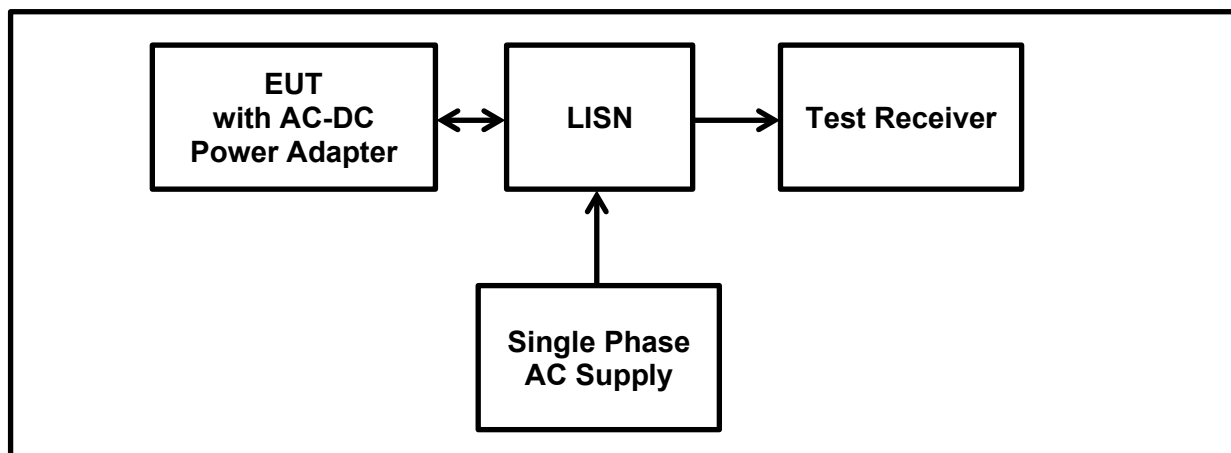 EUT
with AC-DC
Power Adapter
LISN
Test Receiver
Single Phase
AC Supply